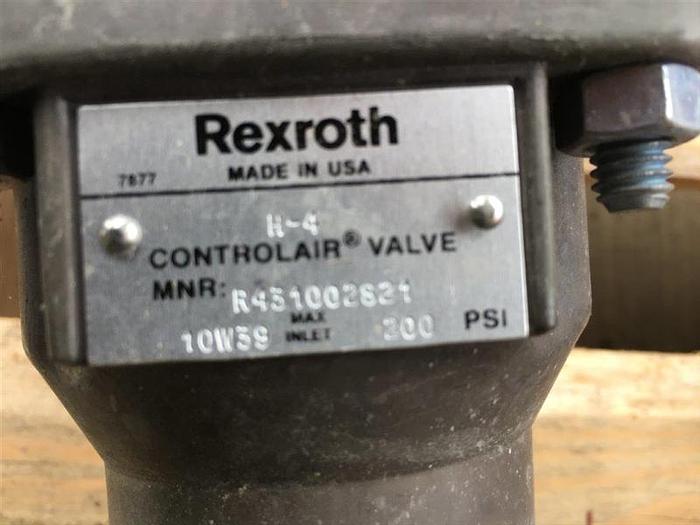 Rexroth
7877 MADE IN USA
H-4
CONTROLAIR® VALVE
MNR: R431002821
10W39 MAX INLET 200 PSI